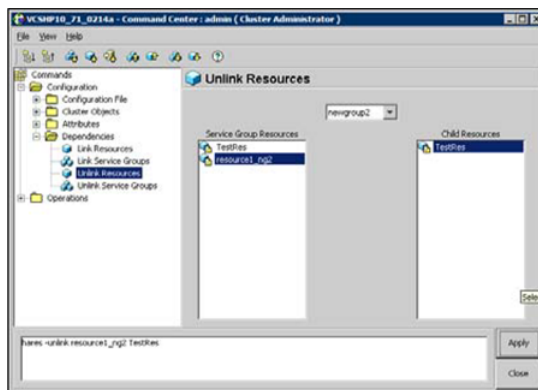 VCSHP10_71_0214a - Command Center : admin ( Cluster Administrator )
File View Help
Commands
Configuration
Configuration File
Cluster Objects
Attributes
Dependencies
Link Resources
Link Service Groups
Unlink Resources
Unlink Service Groups
Operations
Unlink Resources
newgroup2
Service Group Resources
TestRes
resource1_ng2
Child Resources
TestRes
Sele
hares -unlink resource1_ng2 TestRes
Apply
Close